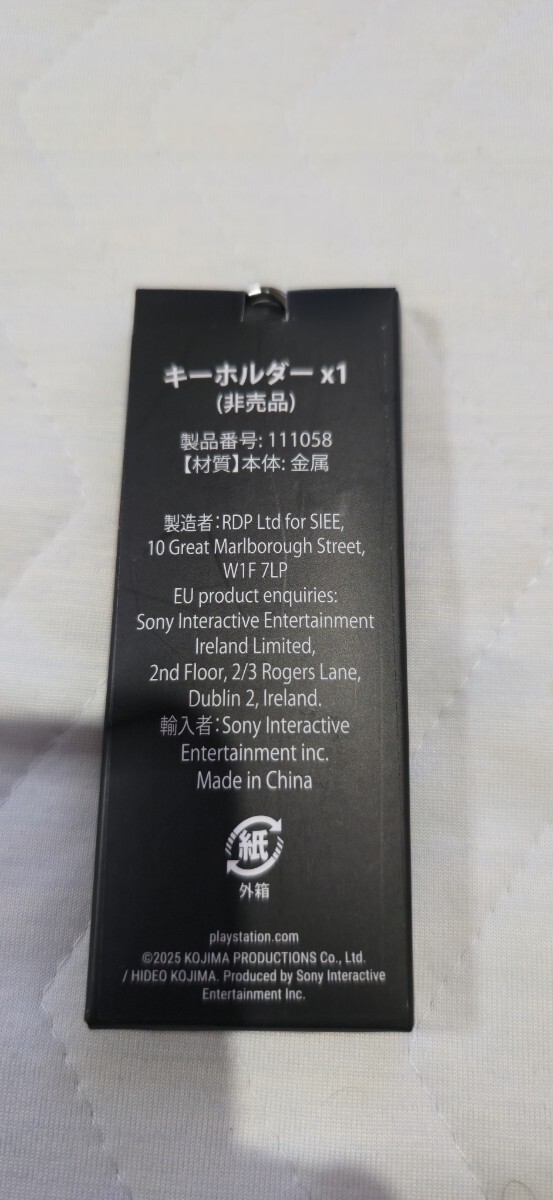 キーホルダー x1
(非売品)
製品番号: 111058
【材質】本体: 金属
製造者：RDP Ltd for SIEE,
10 Great Marlborough Street,
W1F 7LP
EU product enquiries:
Sony Interactive Entertainment
Ireland Limited,
2nd Floor, 2/3 Rogers Lane,
Dublin 2, Ireland.
輸入者：Sony Interactive
Entertainment inc.
Made in China
紙
外箱
playstation.com
©2025 KOJIMA PRODUCTIONS Co., Ltd.
/ HIDEO KOJIMA. Produced by Sony Interactive
Entertainment Inc.